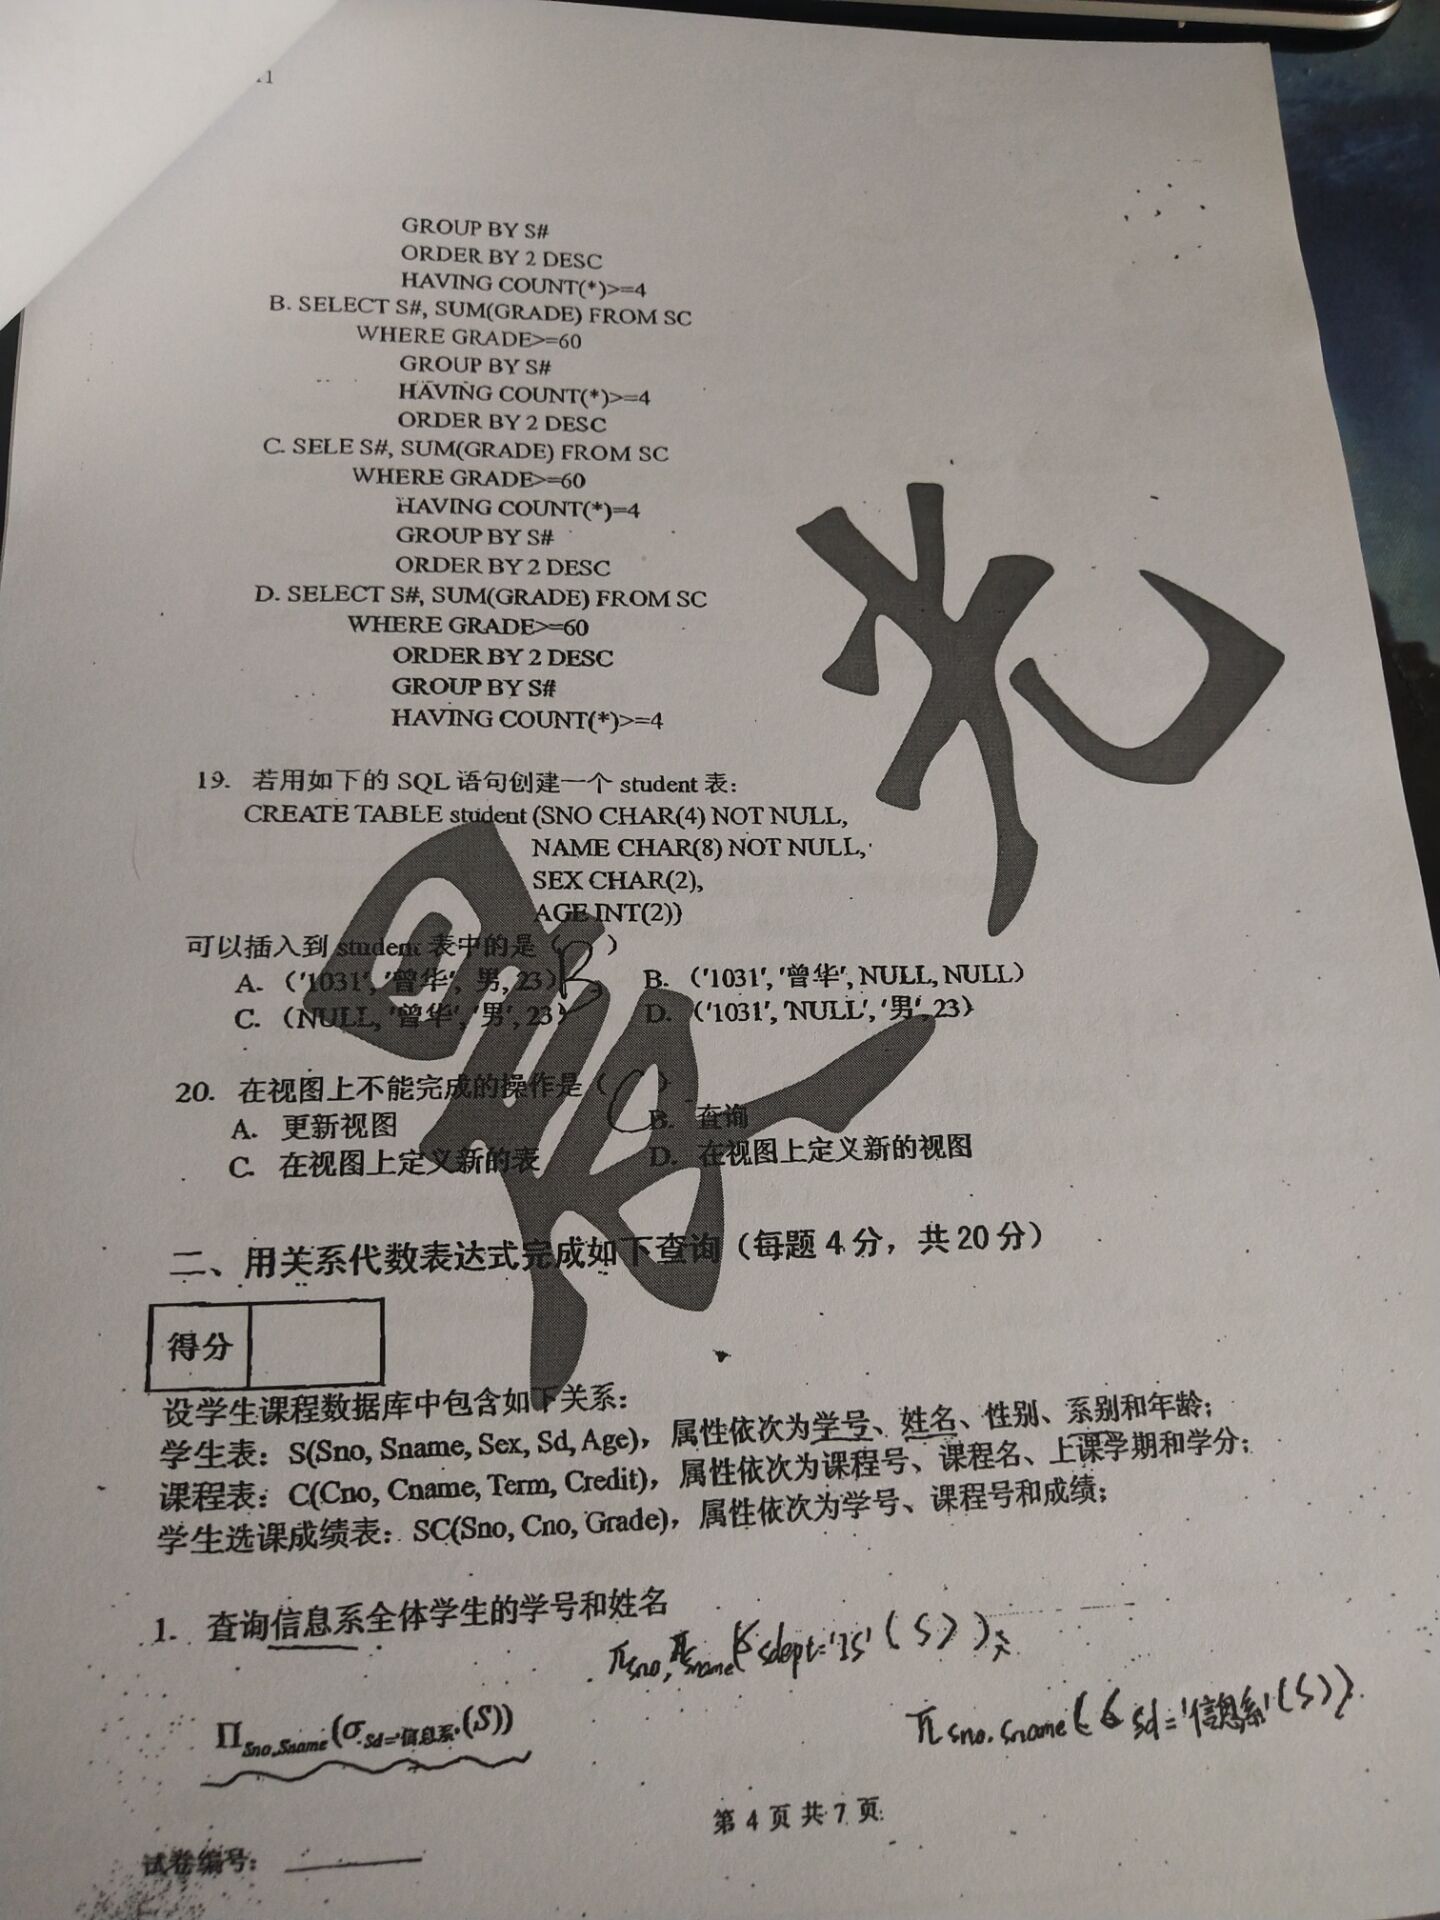 GROUP BY S#
ORDER BY 2 DESC
HAVING COUNT(*)>=4
B. SELECT S#, SUM(GRADE) FROM SC
WHERE GRADE>=60
GROUP BY S#
HAVING COUNT(*)>=4
ORDER BY 2 DESC
C. SELE S#, SUM(GRADE) FROM SC
WHERE GRADE>=60
HAVING COUNT(*)=4
GROUP BY S#
ORDER BY 2 DESC
D. SELECT S#, SUM(GRADE) FROM SC
WHERE GRADE>=60
ORDER BY 2 DESC
GROUP BY S#
HAVING COUNT(*)>=4
19. 若用如下的 SQL 语句创建一个 student 表:
CREATE TABLE student (SNO CHAR(4) NOT NULL,
NAME CHAR(8) NOT NULL,
SEX CHAR(2),
AGE INT(2))
可以插入到 student 表中的是 ( B )
A. ('1031', '曾华', 男, 23) B. ('1031', '曾华', NULL, NULL)
C. (NULL, '曾华', '男', 23) D. ('1031', 'NULL', '男', 23)
20. 在视图上不能完成的操作是 ( C )
A. 更新视图 B. 查询
C. 在视图上定义新的表 D. 在视图上定义新的视图
二、用关系代数表达式完成如下查询 (每题 4 分, 共 20 分)
得分
设学生课程数据库中包含如下关系:
学生表: S(Sno, Sname, Sex, Sd, Age), 属性依次为学号、姓名、性别、系别和年龄;
课程表: C(Cno, Cname, Term, Credit), 属性依次为课程号、课程名、上课学期和学分;
学生选课成绩表: SC(Sno, Cno, Grade), 属性依次为学号、课程号和成绩;
1. 查询信息系全体学生的学号和姓名
π sno, π sname (σ sdept='IS' (S));
Π Sno,Sname (σ Sd='信息系' (S))
π sno. sname (σ sd='信息系' (S)).
第 4 页 共 7 页
试卷编号: